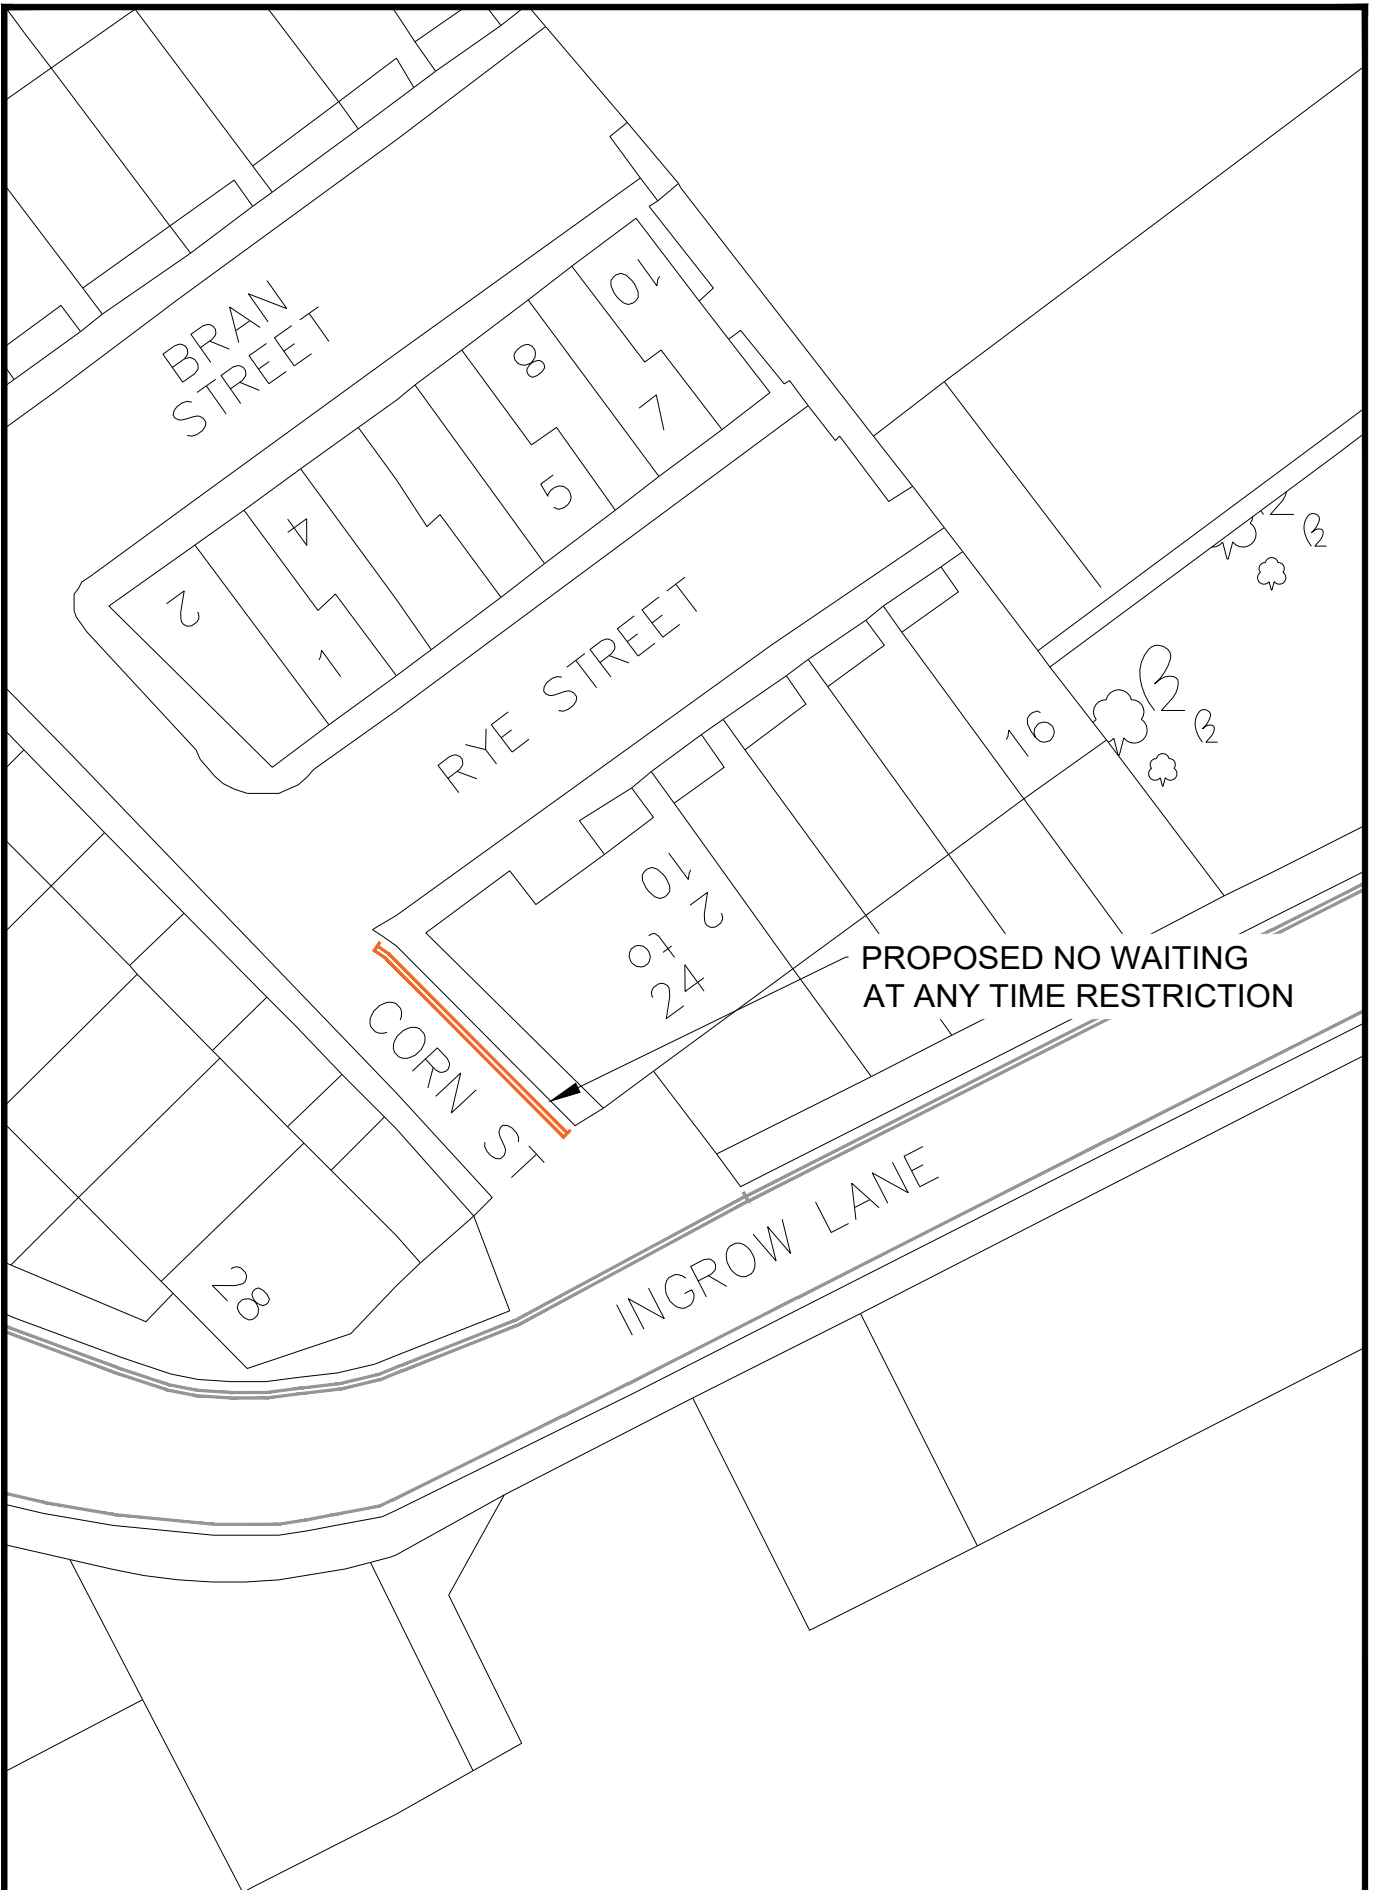 BRAN
STREET
10
8
7
5
4
2
1
RYE STREET
16
10
2 to 24
PROPOSED NO WAITING
AT ANY TIME RESTRICTION
CORN ST
INGROW LANE
28